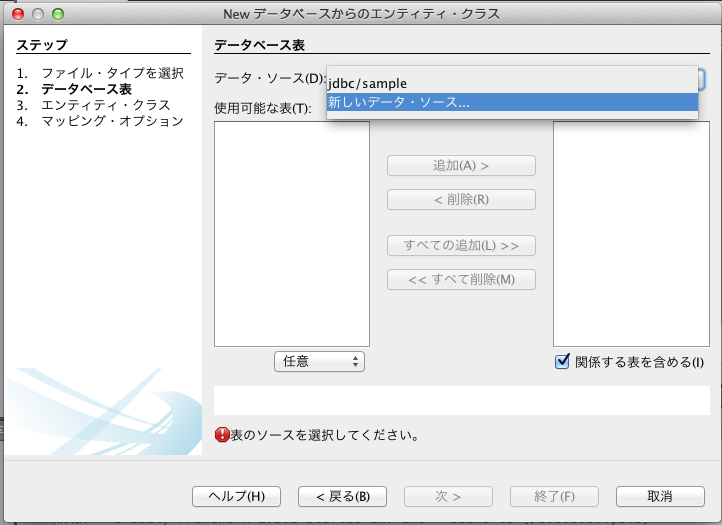 New データベースからのエンティティ・クラス
ステップ
1. ファイル・タイプを選択
2. データベース表
3. エンティティ・クラス
4. マッピング・オプション
データベース表
データ・ソース(D):
jdbc/sample
新しいデータ・ソース...
使用可能な表(T):
追加(A) >
< 削除(R)
すべての追加(L) >>
<< すべて削除(M)
任意
関係する表を含める(I)
表のソースを選択してください。
ヘルプ(H)
< 戻る(B)
次 >
終了(F)
取消